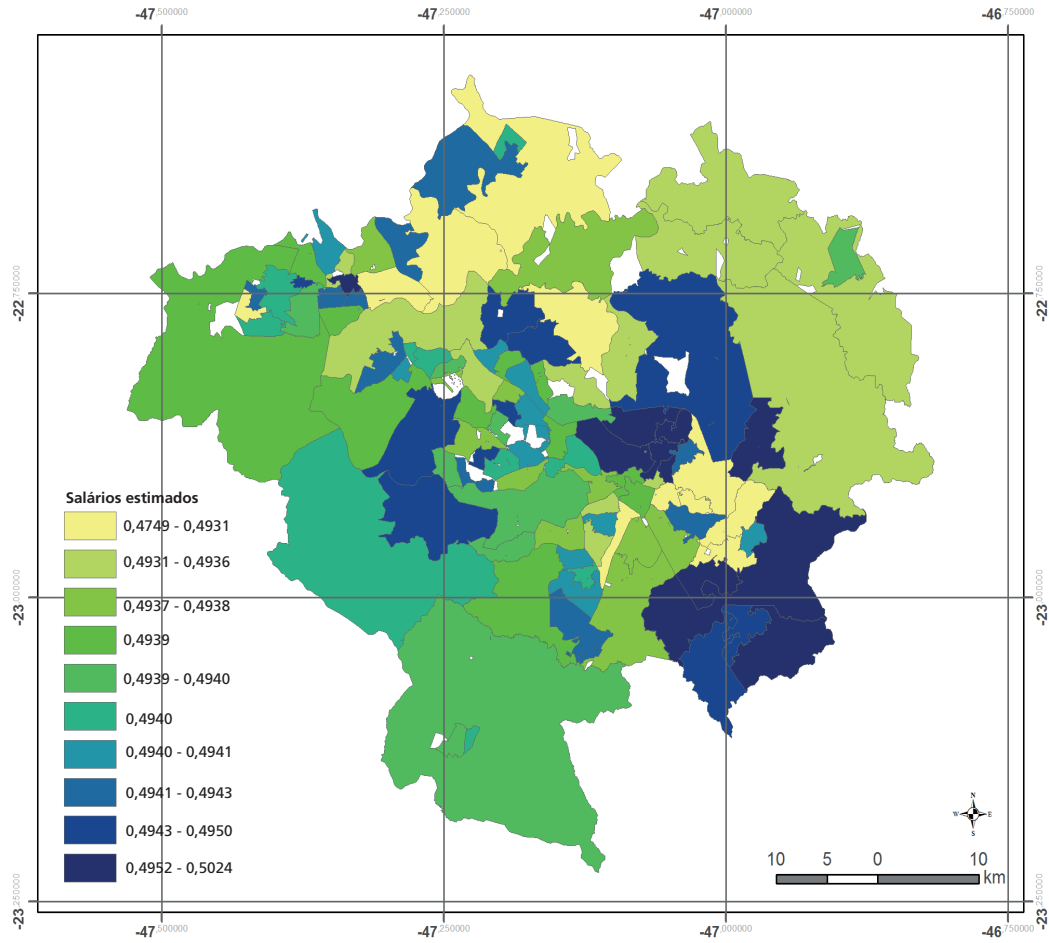 -47,500000 -47,250000 -47,000000 -46,750000
-22,750000 -22,750000
Salários estimados
0,4749 - 0,4931
0,4931 - 0,4936
0,4937 - 0,4938
0,4939
0,4939 - 0,4940
0,4940
0,4940 - 0,4941
0,4941 - 0,4943
0,4943 - 0,4950
0,4952 - 0,5024
-23,000000 -23,000000
N
W E
S
10 5 0 10
km
-23,250000 -23,250000
-47,500000 -47,250000 -47,000000 -46,750000